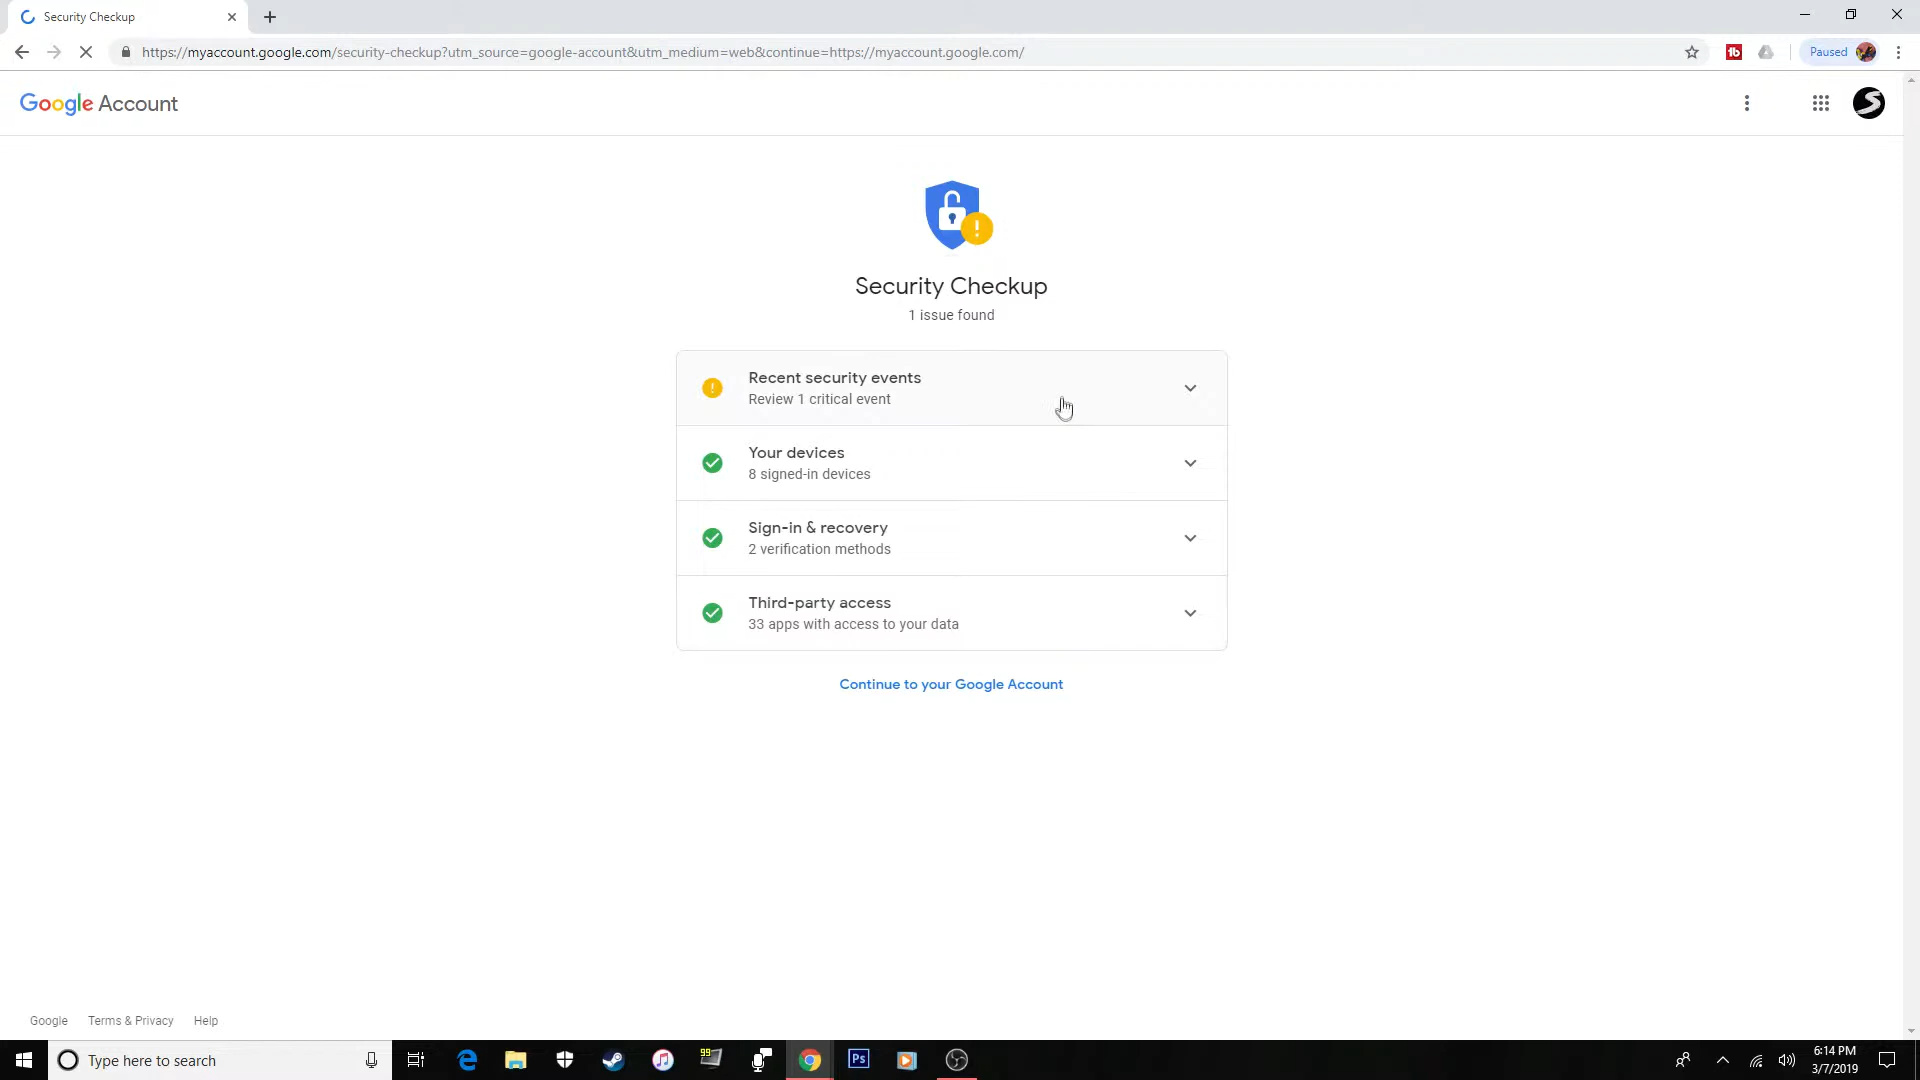 Security Checkup
https://myaccount.google.com/security-checkup?utm_source=google-account&utm_medium=web&continue=https://myaccount.google.com/
Paused
Google Account
Security Checkup
1 issue found
Recent security events
Review 1 critical event
Your devices
8 signed-in devices
Sign-in & recovery
2 verification methods
Third-party access
33 apps with access to your data
Continue to your Google Account
Google Terms & Privacy Help
Type here to search
99
Ps
6:14 PM
3/7/2019